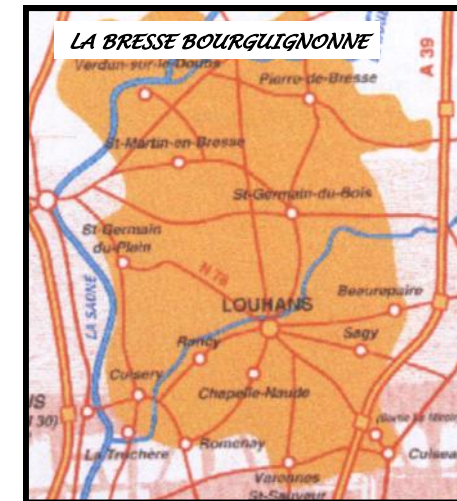 LA BRESSE BOURGUIGNONNE
Verdun-sur-le-Doubs
Pierre-de-Bresse
A 39
St-Martin-en-Bresse
St-Germain-du-Bois
St-Germain
du-Plain
N 78
LA SAONE
LOUHANS
Beaurepaire
Rancy
Sagy
Cuisery
Chapelle-Naude
La Truchère
Romenay
Cuisea
Varennes
St-Sauveur